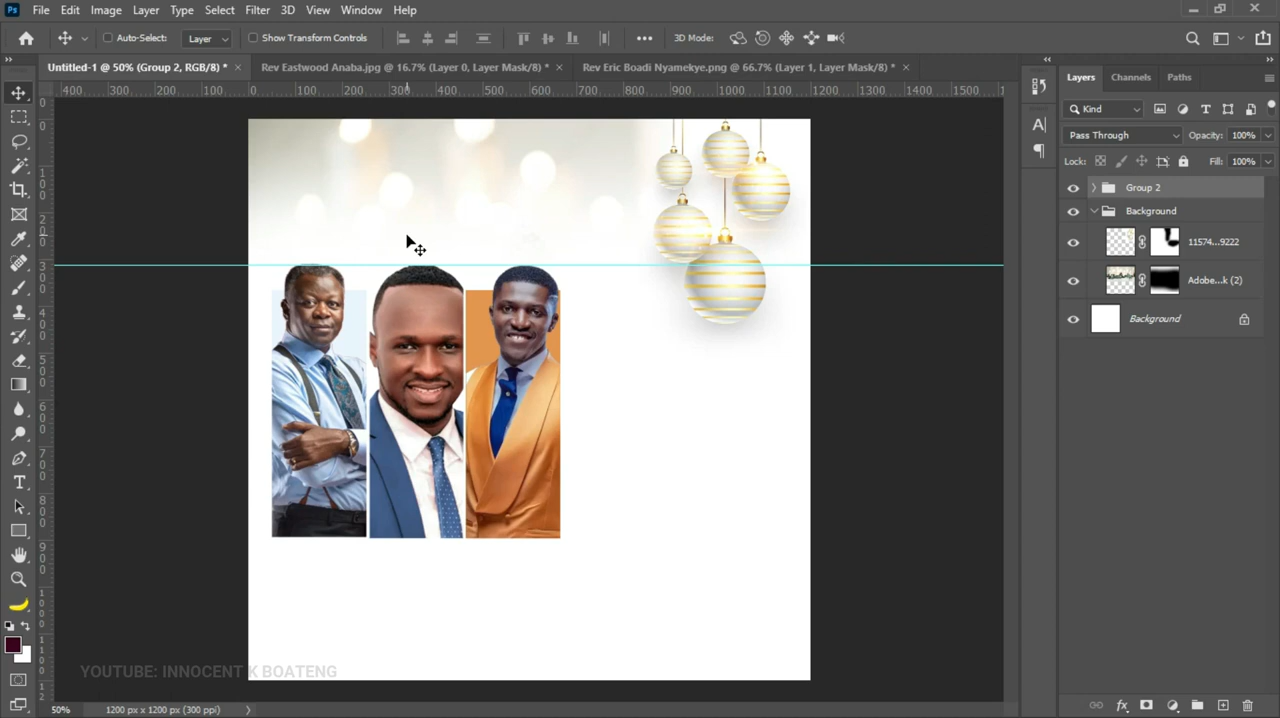 Ps File Edit Image Layer Type Select Filter 3D View Window Help
Auto-Select: Layer Show Transform Controls 3D Mode:
Untitled-1 @ 50% (Group 2, RGB/8) * × Rev Eastwood Anaba.jpg @ 16.7% (Layer 0, Layer Mask/8) * × Rev Eric Boadi Nyamekye.png @ 66.7% (Layer 1, Layer Mask/8) * ×
400 300 200 100 0 100 200 300 400 500 600 700 800 900 1000 1100 1200 1300 1400 1500
Layers Channels Paths
Kind
Pass Through Opacity: 100%
Lock: Fill: 100%
Group 2
Background
11574...9222
Adobe...k (2)
Background
YOUTUBE: INNOCENT K BOATENG
50% 1200 px x 1200 px (300 ppi)